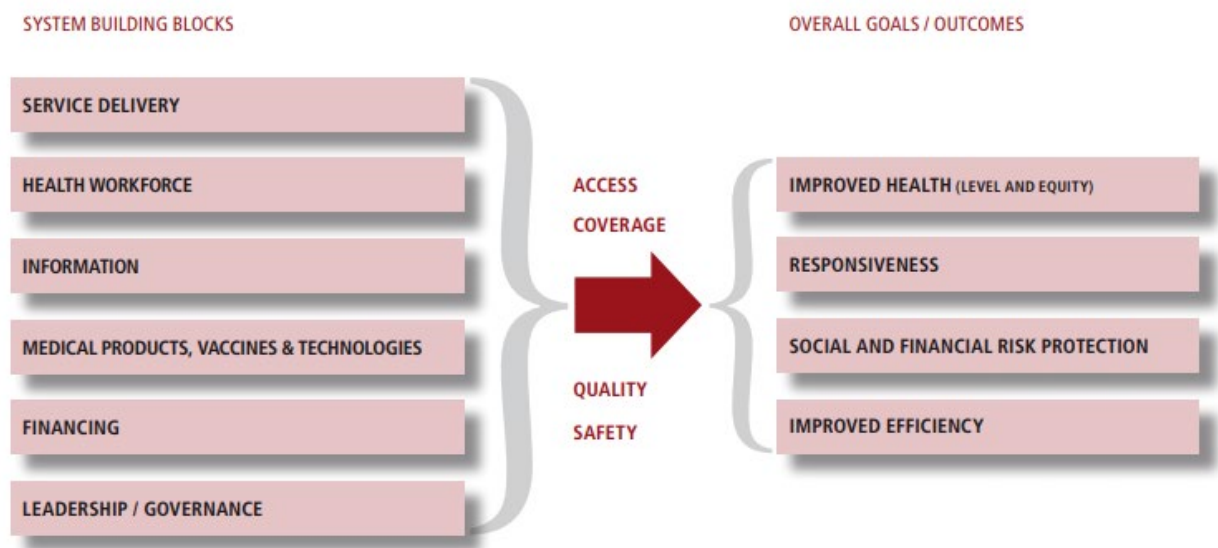 SYSTEM BUILDING BLOCKS
SERVICE DELIVERY
HEALTH WORKFORCE
INFORMATION
MEDICAL PRODUCTS, VACCINES & TECHNOLOGIES
FINANCING
LEADERSHIP / GOVERNANCE
ACCESS
COVERAGE
QUALITY
SAFETY
OVERALL GOALS / OUTCOMES
IMPROVED HEALTH (LEVEL AND EQUITY)
RESPONSIVENESS
SOCIAL AND FINANCIAL RISK PROTECTION
IMPROVED EFFICIENCY